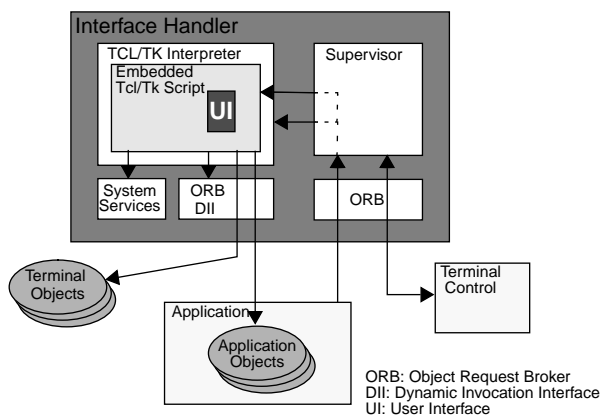 Interface Handler
TCL/TK Interpreter
Embedded
Tcl/Tk Script
UI
Supervisor
System
Services
ORB
DII
ORB
Terminal
Objects
Terminal
Control
Application
Application
Objects
ORB: Object Request Broker
DII: Dynamic Invocation Interface
UI: User Interface